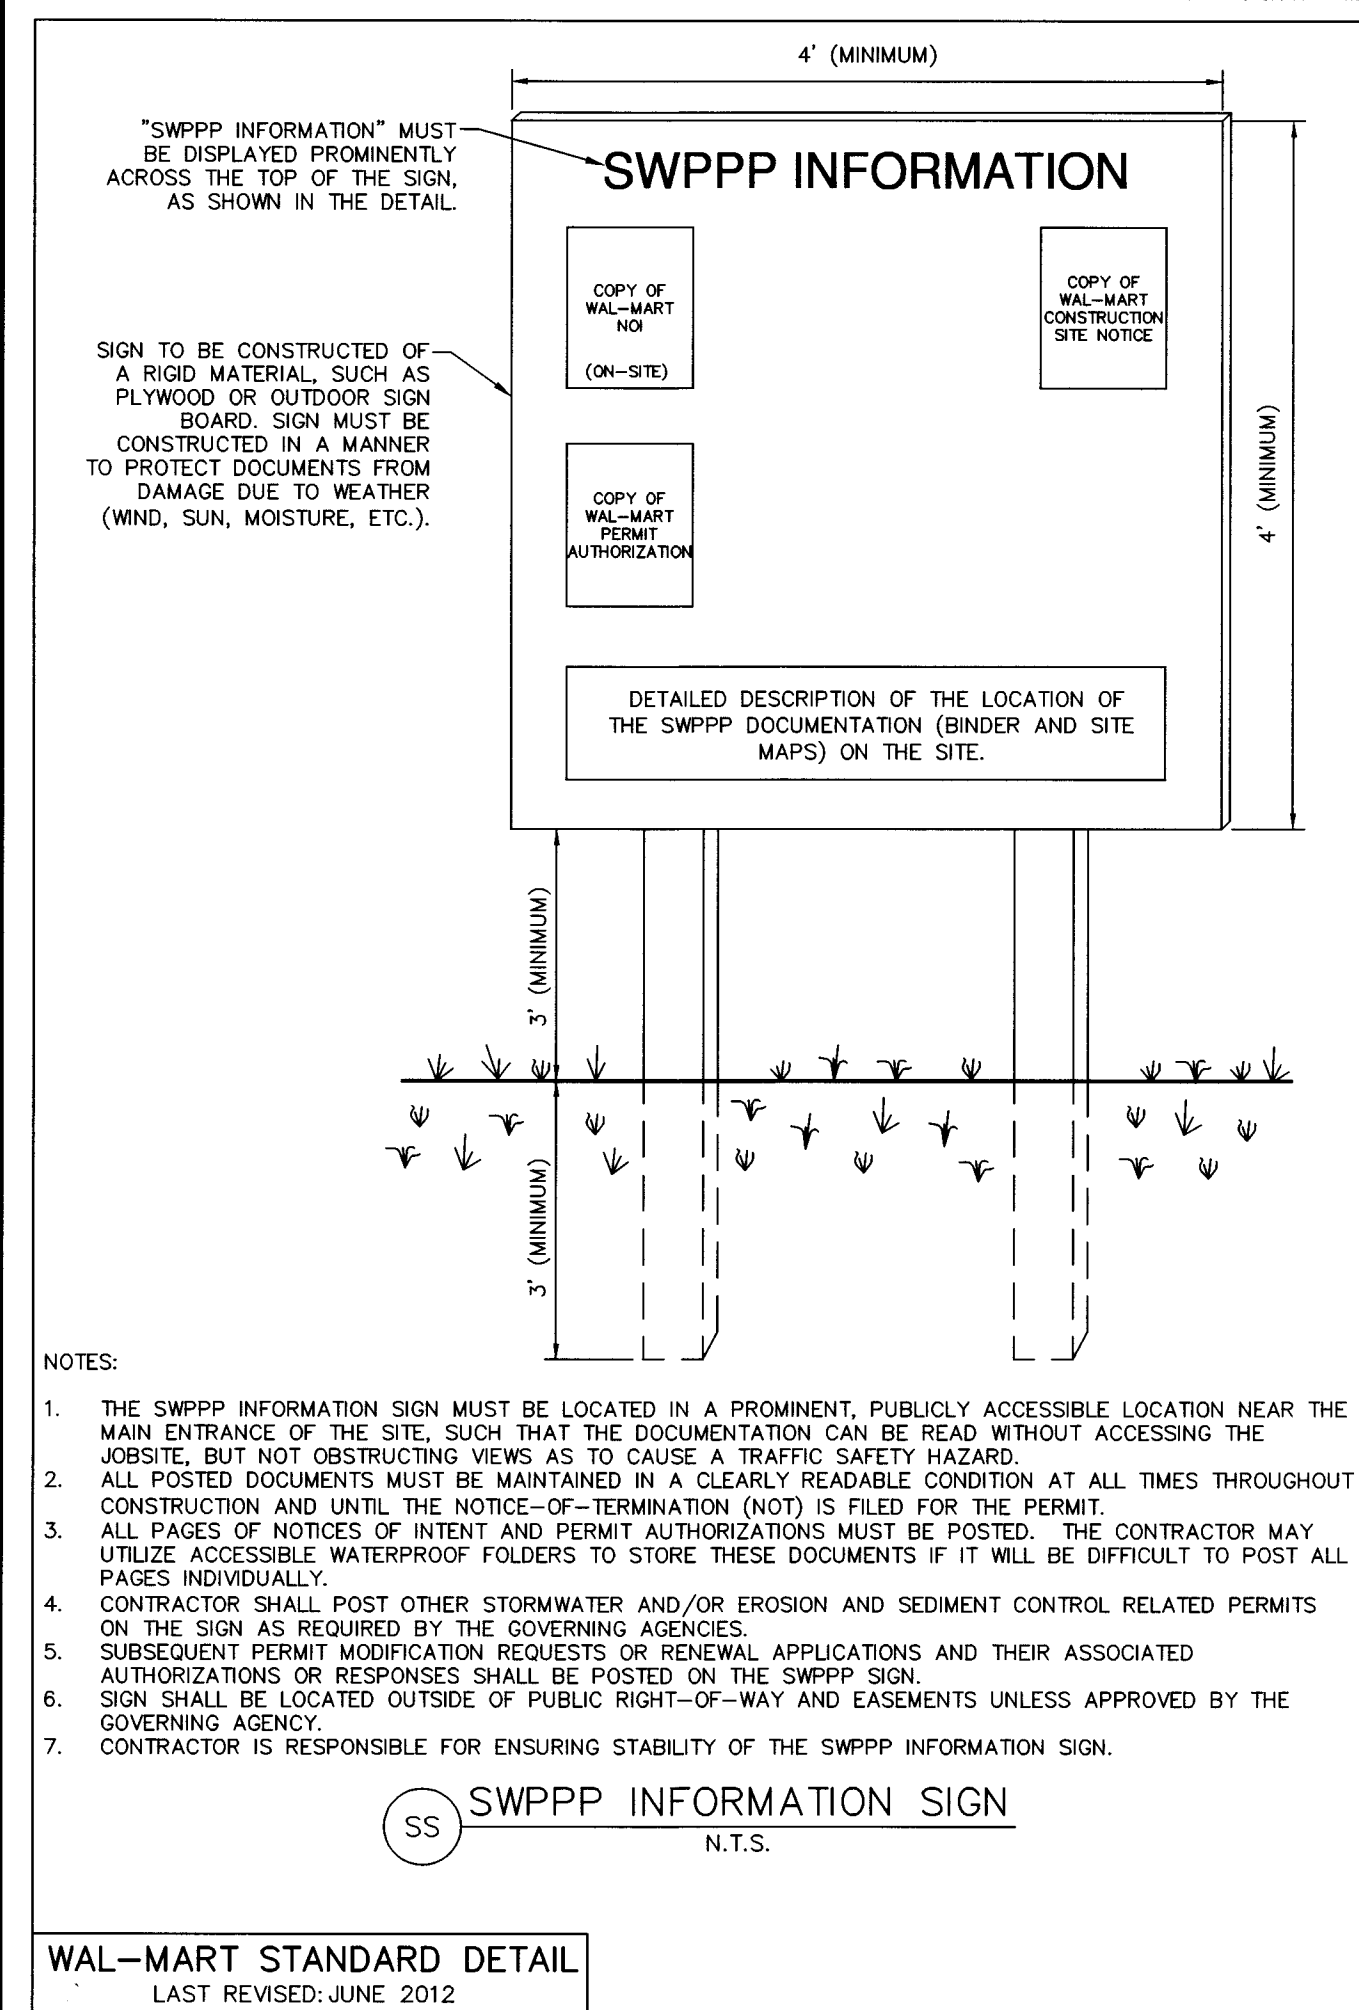 4' (MINIMUM)
"SWPPP INFORMATION" MUST
BE DISPLAYED PROMINENTLY
ACROSS THE TOP OF THE SIGN,
AS SHOWN IN THE DETAIL.
SWPPP INFORMATION
COPY OF
WAL-MART
NOI
(ON-SITE)
COPY OF
WAL-MART
CONSTRUCTION
SITE NOTICE
SIGN TO BE CONSTRUCTED OF
A RIGID MATERIAL, SUCH AS
PLYWOOD OR OUTDOOR SIGN
BOARD. SIGN MUST BE
CONSTRUCTED IN A MANNER
TO PROTECT DOCUMENTS FROM
DAMAGE DUE TO WEATHER
(WIND, SUN, MOISTURE, ETC.).
4' (MINIMUM)
COPY OF
WAL-MART
PERMIT
AUTHORIZATION
DETAILED DESCRIPTION OF THE LOCATION OF
THE SWPPP DOCUMENTATION (BINDER AND SITE
MAPS) ON THE SITE.
3' (MINIMUM)
3' (MINIMUM)
NOTES:
1. THE SWPPP INFORMATION SIGN MUST BE LOCATED IN A PROMINENT, PUBLICLY ACCESSIBLE LOCATION NEAR THE
MAIN ENTRANCE OF THE SITE, SUCH THAT THE DOCUMENTATION CAN BE READ WITHOUT ACCESSING THE
JOBSITE, BUT NOT OBSTRUCTING VIEWS AS TO CAUSE A TRAFFIC SAFETY HAZARD.
2. ALL POSTED DOCUMENTS MUST BE MAINTAINED IN A CLEARLY READABLE CONDITION AT ALL TIMES THROUGHOUT
CONSTRUCTION AND UNTIL THE NOTICE-OF-TERMINATION (NOT) IS FILED FOR THE PERMIT.
3. ALL PAGES OF NOTICES OF INTENT AND PERMIT AUTHORIZATIONS MUST BE POSTED. THE CONTRACTOR MAY
UTILIZE ACCESSIBLE WATERPROOF FOLDERS TO STORE THESE DOCUMENTS IF IT WILL BE DIFFICULT TO POST ALL
PAGES INDIVIDUALLY.
4. CONTRACTOR SHALL POST OTHER STORMWATER AND/OR EROSION AND SEDIMENT CONTROL RELATED PERMITS
ON THE SIGN AS REQUIRED BY THE GOVERNING AGENCIES.
5. SUBSEQUENT PERMIT MODIFICATION REQUESTS OR RENEWAL APPLICATIONS AND THEIR ASSOCIATED
AUTHORIZATIONS OR RESPONSES SHALL BE POSTED ON THE SWPPP SIGN.
6. SIGN SHALL BE LOCATED OUTSIDE OF PUBLIC RIGHT-OF-WAY AND EASEMENTS UNLESS APPROVED BY THE
GOVERNING AGENCY.
7. CONTRACTOR IS RESPONSIBLE FOR ENSURING STABILITY OF THE SWPPP INFORMATION SIGN.
SS SWPPP INFORMATION SIGN
N.T.S.
WAL-MART STANDARD DETAIL
LAST REVISED: JUNE 2012